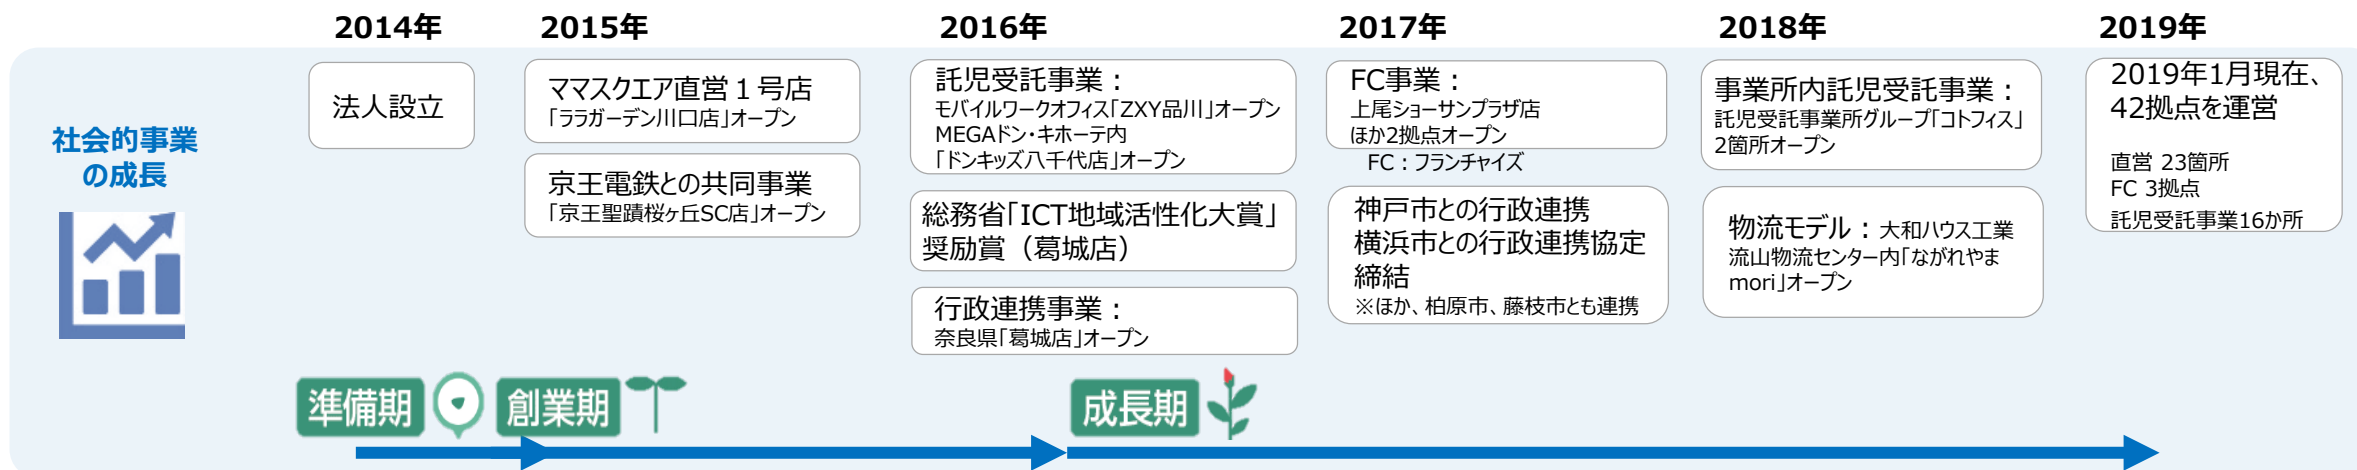 2014年
2015年
2016年
2017年
2018年
2019年
社会的事業
の成長
法人設立
ママスクエア直営１号店
「ララガーデン川口店」オープン
京王電鉄との共同事業
「京王聖蹟桜ヶ丘SC店」オープン
託児受託事業：
モバイルワークオフィス「ZXY品川」オープン
MEGAドン・キホーテ内
「ドンキッズ八千代店」オープン
総務省「ICT地域活性化大賞」
奨励賞（葛城店）
行政連携事業：
奈良県「葛城店」オープン
FC事業：
上尾ショーサンプラザ店
ほか2拠点オープン
FC：フランチャイズ
神戸市との行政連携
横浜市との行政連携協定
締結
※ほか、柏原市、藤枝市とも連携
事業所内託児受託事業：
託児受託事業所グループ「コトフィス」
2箇所オープン
物流モデル：大和ハウス工業
流山物流センター内「ながれやま
mori」オープン
2019年1月現在、
42拠点を運営
直営 23箇所
FC 3拠点
託児受託事業16か所
準備期
創業期
成長期